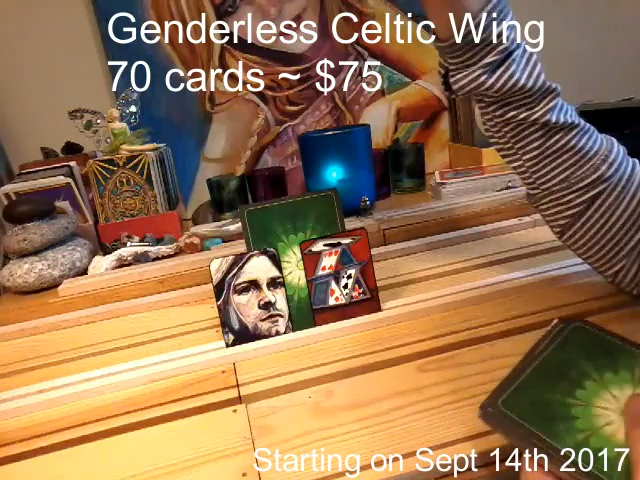 Genderless Celtic Wing
70 cards ~ $75
Starting on Sept 14th 2017